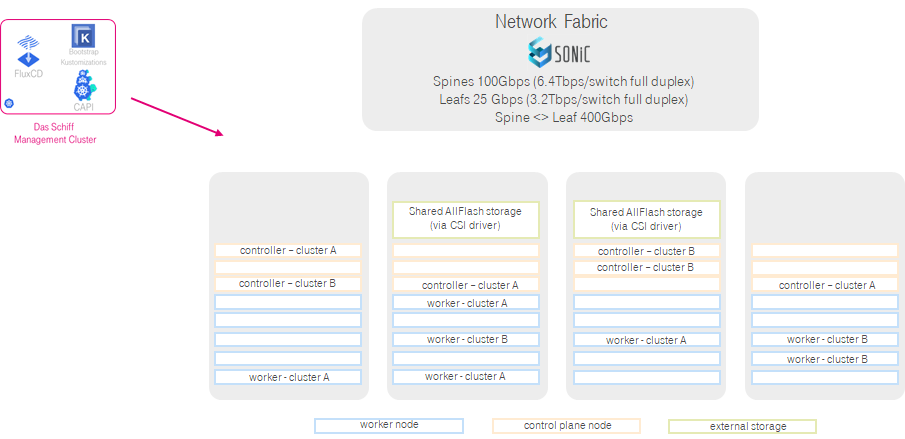 Network Fabric
SONiC
Spines 100Gbps (6.4Tbps/switch full duplex)
Leafs 25 Gbps (3.2Tbps/switch full duplex)
Spine <> Leaf 400Gbps
K
Bootstrap
Kustomizations
FluxCD
CAPI
Das Schiff
Management Cluster
controller – cluster A
controller – cluster B
worker - cluster A
Shared AllFlash storage
(via CSI driver)
controller – cluster A
worker - cluster A
worker - cluster B
worker - cluster A
Shared AllFlash storage
(via CSI driver)
controller – cluster B
controller – cluster B
worker - cluster A
controller – cluster A
worker - cluster B
worker - cluster B
worker node
control plane node
external storage